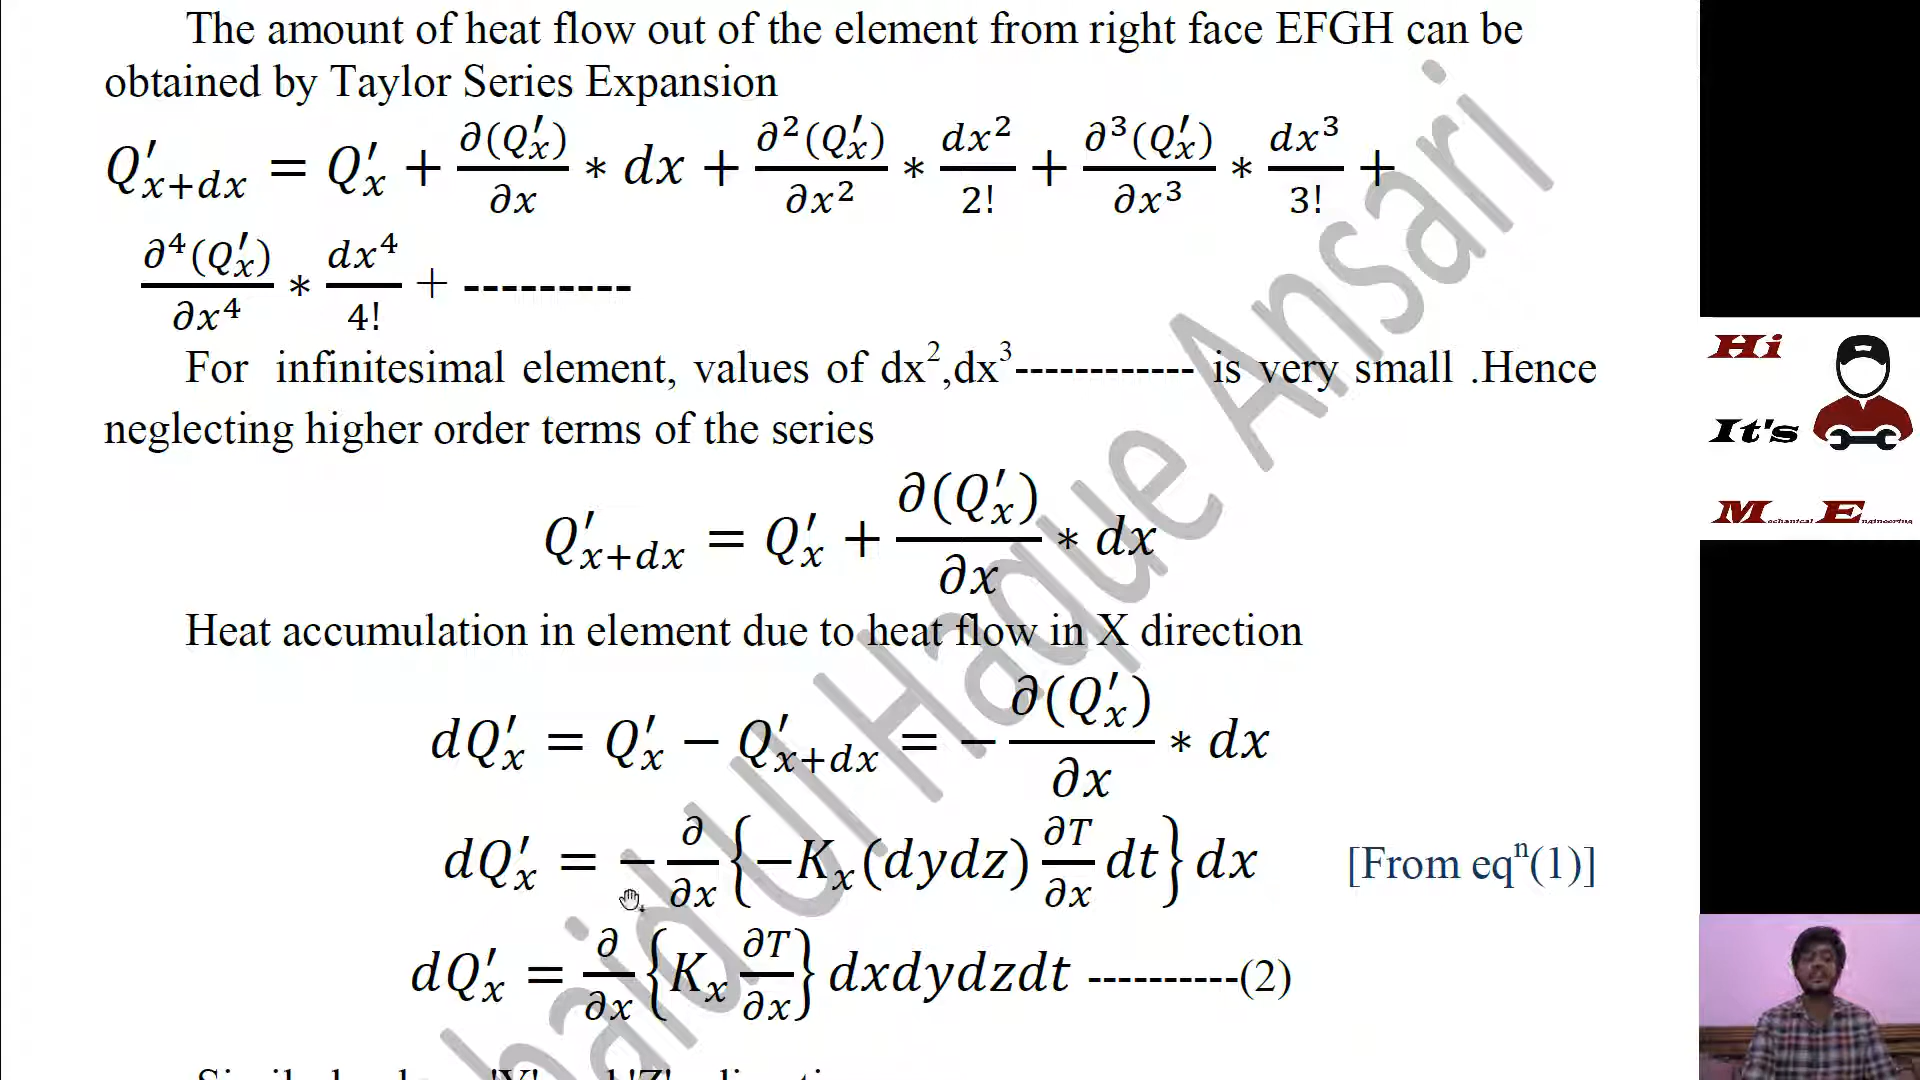 The amount of heat flow out of the element from right face EFGH can be
obtained by Taylor Series Expansion
Q′ₓ₊dx = Q′ₓ + ∂(Q′ₓ)/∂x * dx + ∂²(Q′ₓ)/∂x² * dx²/2! + ∂³(Q′ₓ)/∂x³ * dx³/3! +
∂⁴(Q′ₓ)/∂x⁴ * dx⁴/4! + ---------
For infinitesimal element, values of dx²,dx³------------ is very small .Hence
neglecting higher order terms of the series
Q′ₓ₊dx = Q′ₓ + ∂(Q′ₓ)/∂x * dx
Heat accumulation in element due to heat flow in X direction
dQ′ₓ = Q′ₓ − Q′ₓ₊dx = − ∂(Q′ₓ)/∂x * dx
dQ′ₓ = − ∂/∂x {−Kₓ(dydz) ∂T/∂x dt} dx [From eqⁿ(1)]
dQ′ₓ = ∂/∂x {Kₓ ∂T/∂x} dxdydzdt ----------(2)
Ul Haque Ansari
Hi
It's
Mechanical Engineering